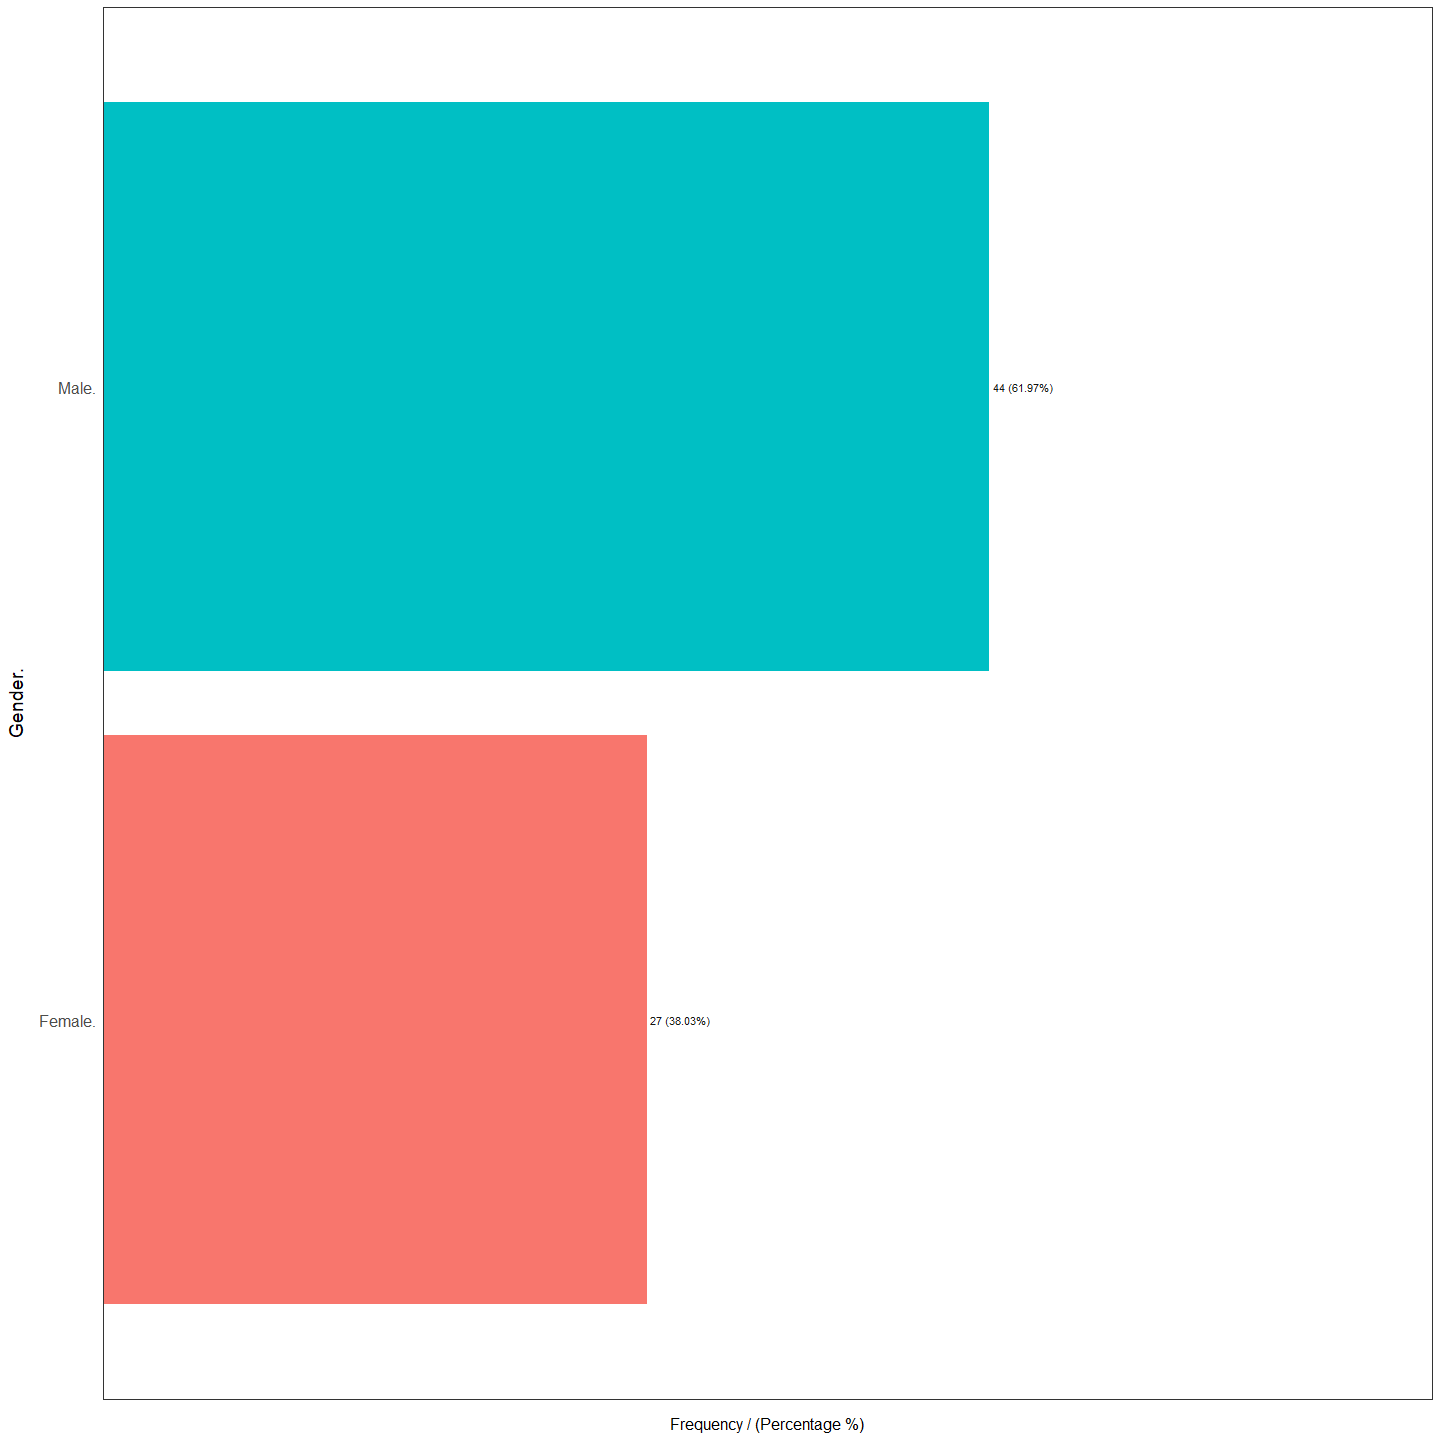 Male.
44 (61.97%)
Gender.
Female.
27 (38.03%)
Frequency / (Percentage %)